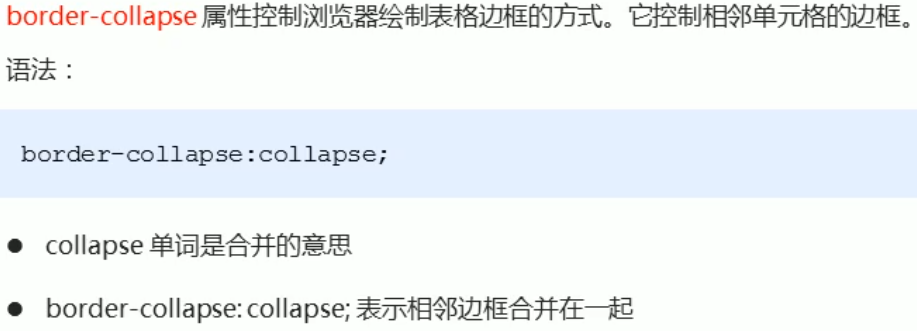 border-collapse 属性控制浏览器绘制表格边框的方式。它控制相邻单元格的边框。
语法：
border-collapse:collapse;
● collapse 单词是合并的意思
● border-collapse: collapse; 表示相邻边框合并在一起